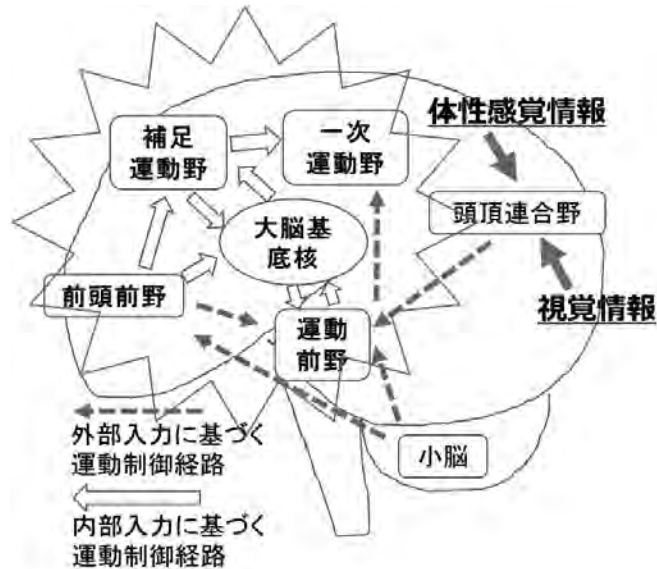 補足
運動野
一次
運動野
体性感覚情報
頭頂連合野
大脳基
底核
前頭前野
運動
前野
視覚情報
小脳
外部入力に基づく
運動制御経路
内部入力に基づく
運動制御経路